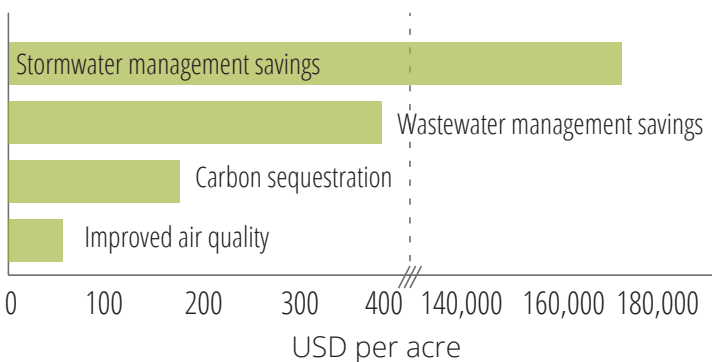 Stormwater management savings
Wastewater management savings
Carbon sequestration
Improved air quality
0 100 200 300 400 140,000 160,000 180,000
USD per acre